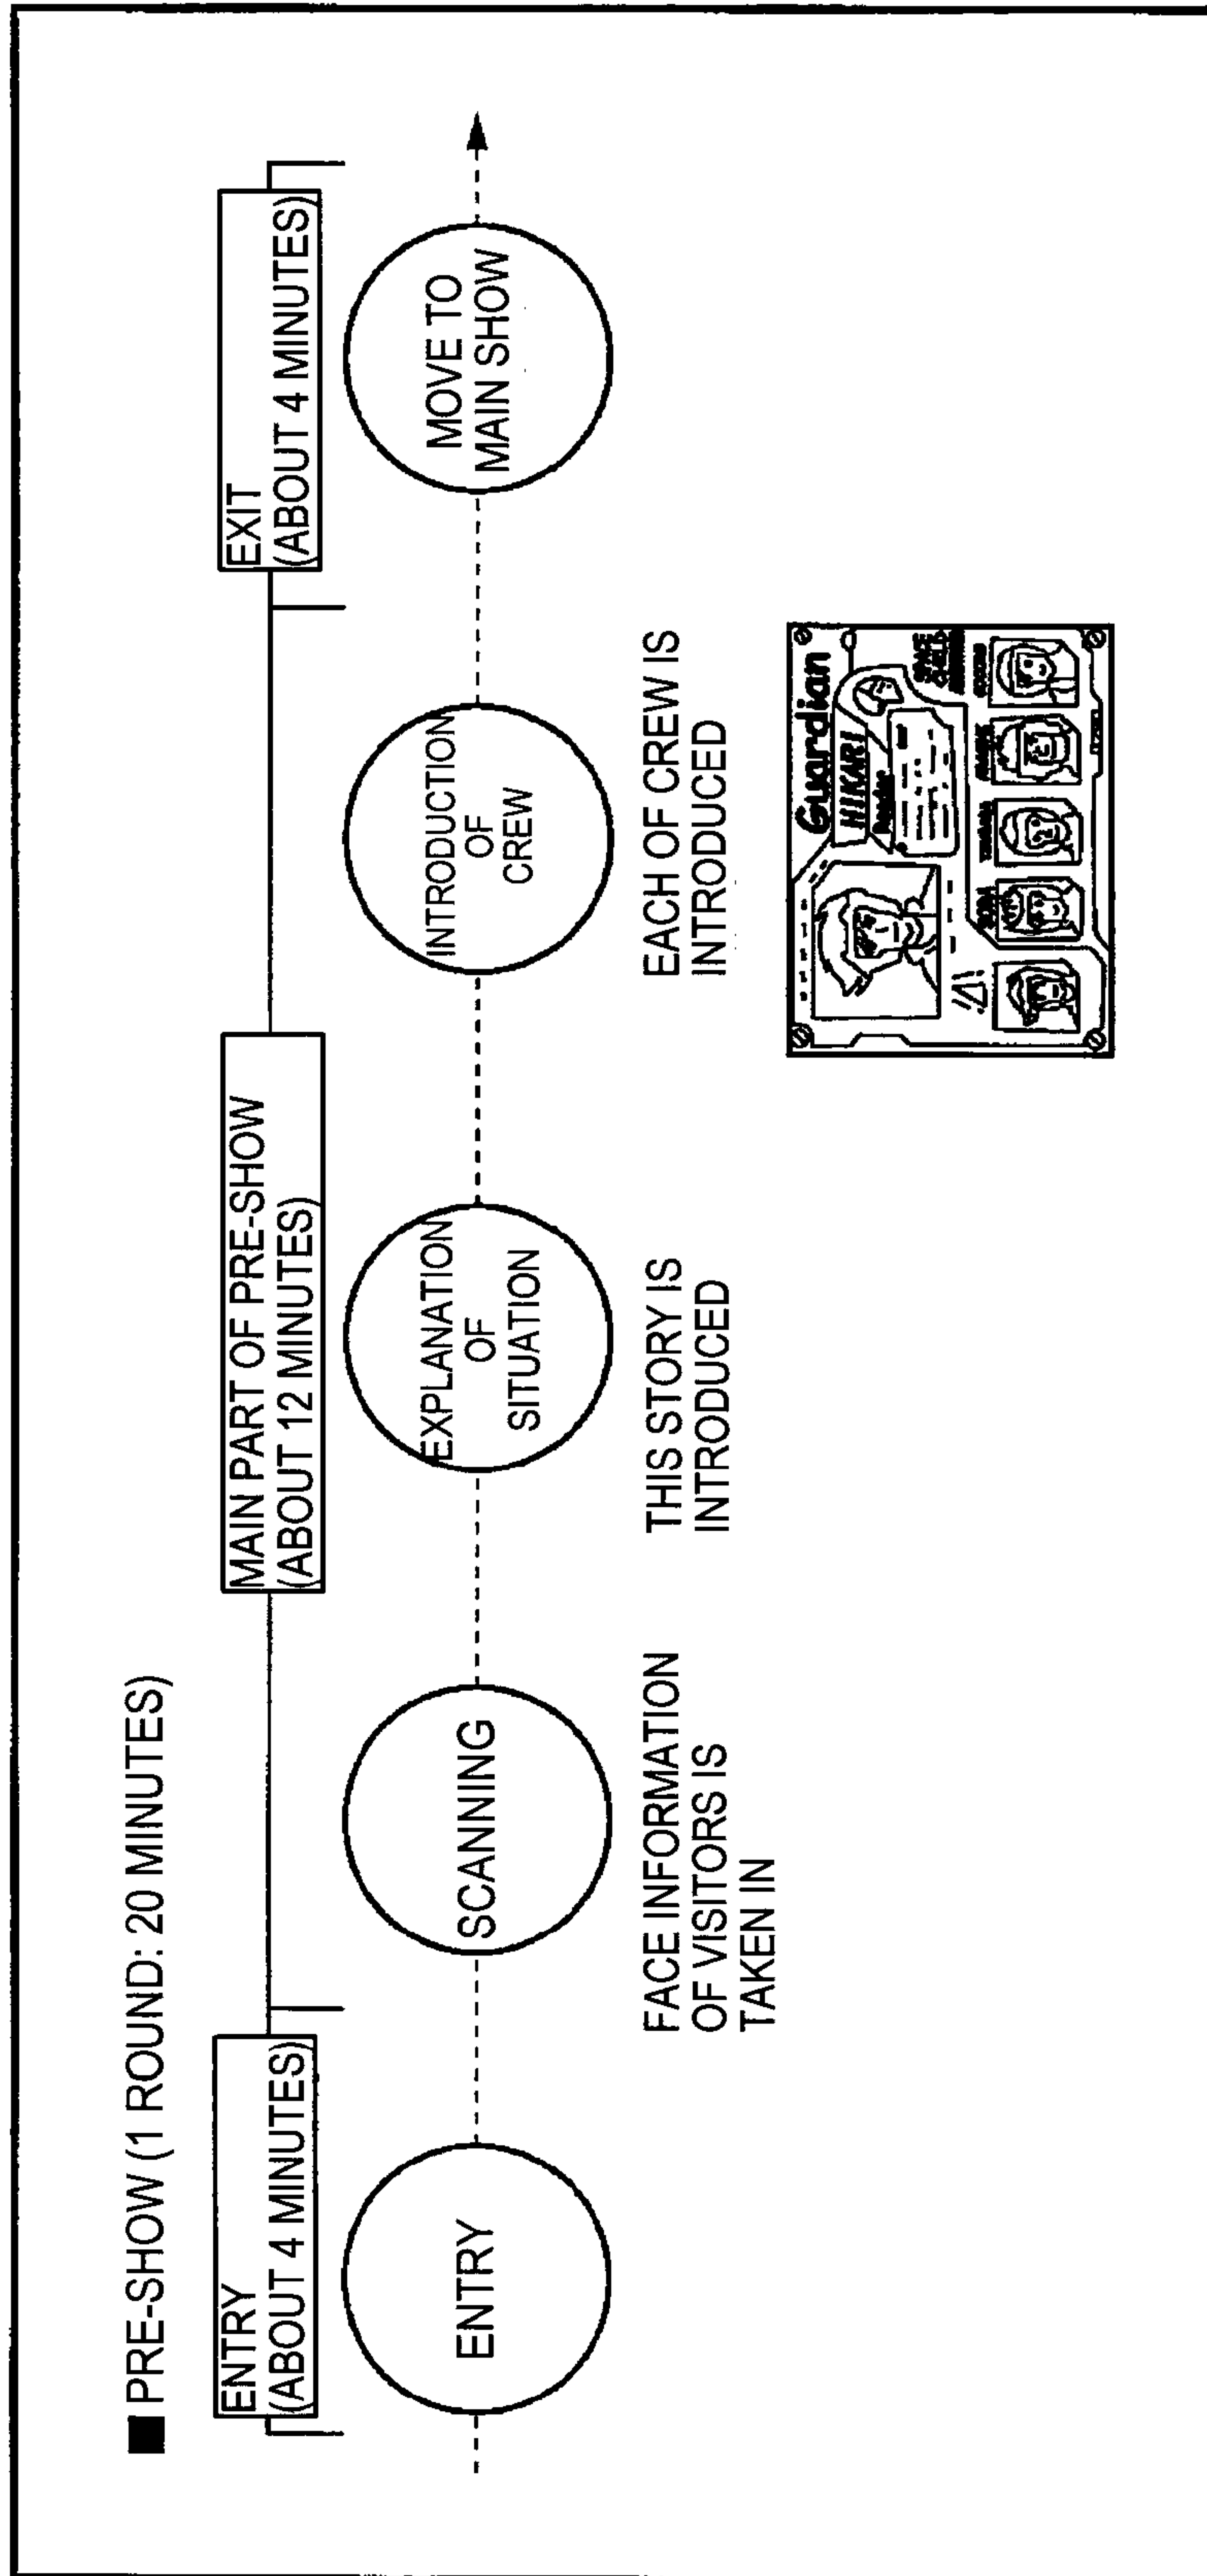 ■ PRE-SHOW (1 ROUND: 20 MINUTES)
ENTRY
(ABOUT 4 MINUTES)
MAIN PART OF PRE-SHOW
(ABOUT 12 MINUTES)
EXIT
(ABOUT 4 MINUTES)
ENTRY
SCANNING
EXPLANATION
OF
SITUATION
INTRODUCTION
OF
CREW
MOVE TO
MAIN SHOW
FACE INFORMATION
OF VISITORS IS
TAKEN IN
THIS STORY IS
INTRODUCED
EACH OF CREW IS
INTRODUCED
Guardian
HIKARI
SPACE
CHILD